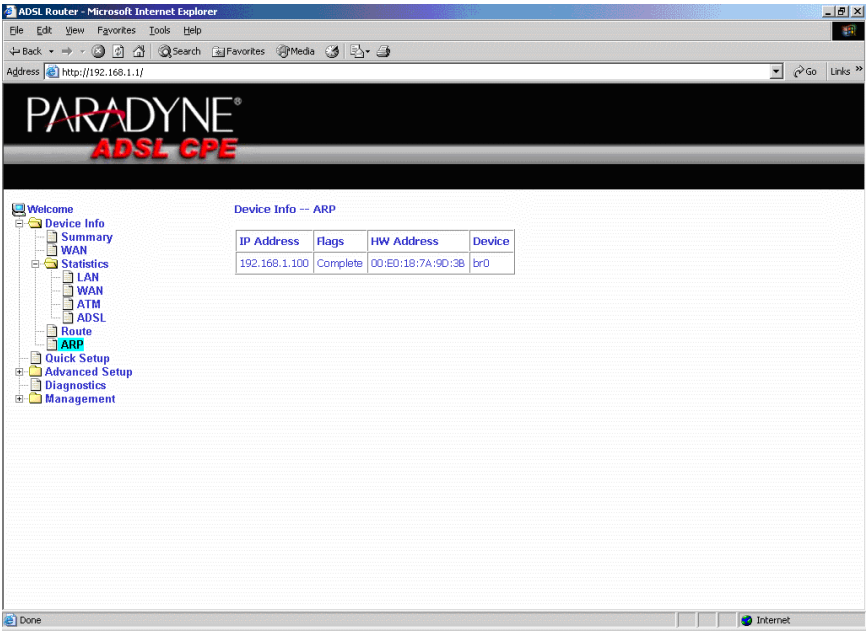 ADSL Router - Microsoft Internet Explorer
File Edit View Favorites Tools Help
Back Search Favorites Media
Address http://192.168.1.1/ Go Links »
PARADYNE®
ADSL CPE
Welcome
Device Info
Summary
WAN
Statistics
LAN
WAN
ATM
ADSL
Route
ARP
Quick Setup
Advanced Setup
Diagnostics
Management
Device Info -- ARP
IP Address Flags HW Address Device
192.168.1.100 Complete 00:E0:18:7A:9D:3B br0
Done Internet